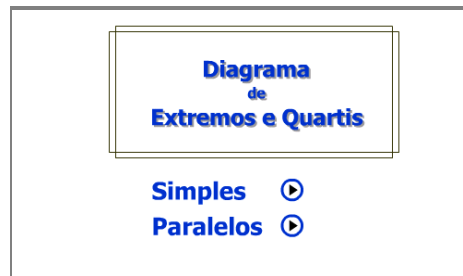 Diagrama
de
Extremos e Quartis
Simples
Paralelos